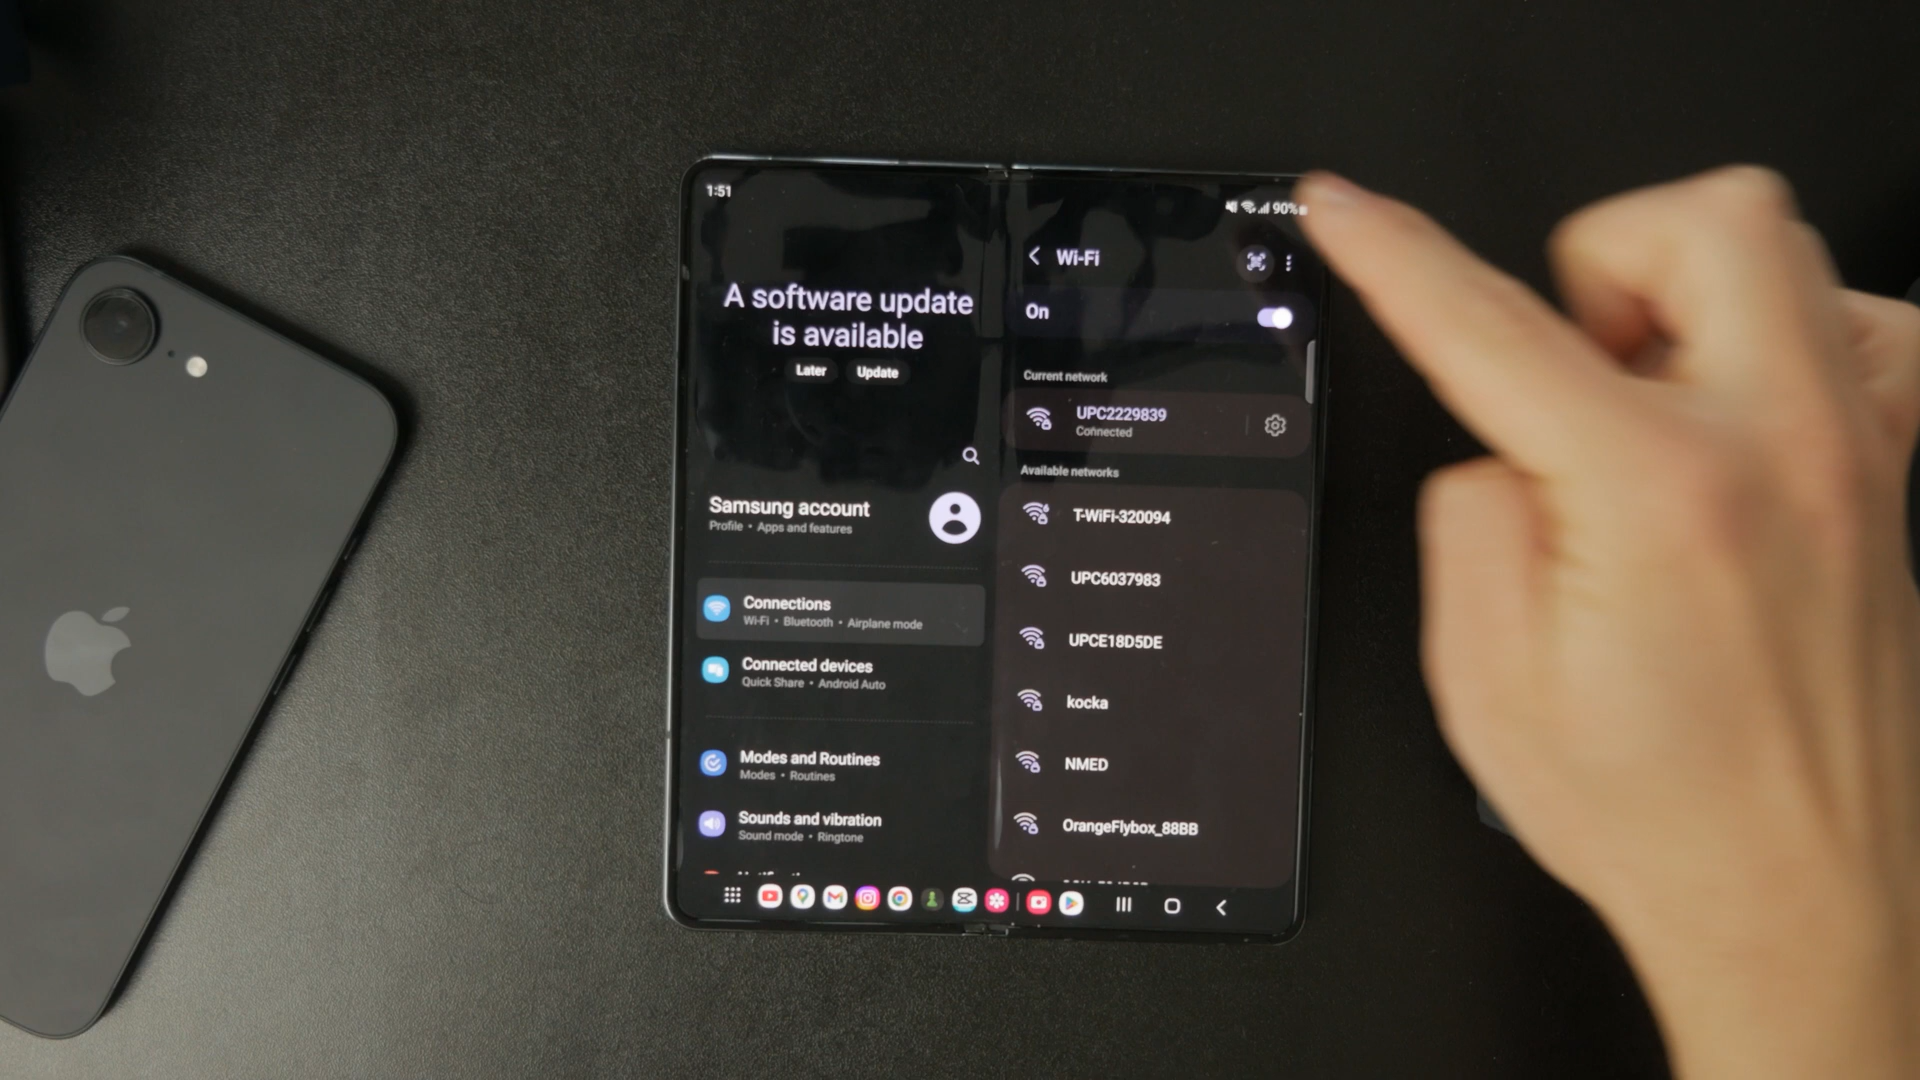 1:51
90%
A software update
is available
Later Update
Samsung account
Profile • Apps and features
Connections
Wi-Fi • Bluetooth • Airplane mode
Connected devices
Quick Share • Android Auto
Modes and Routines
Modes • Routines
Sounds and vibration
Sound mode • Ringtone
Wi-Fi
On
Current network
UPC2229839
Connected
Available networks
T-WiFi-320094
UPC6037983
UPCE18D5DE
kocka
NMED
OrangeFlybox_88BB